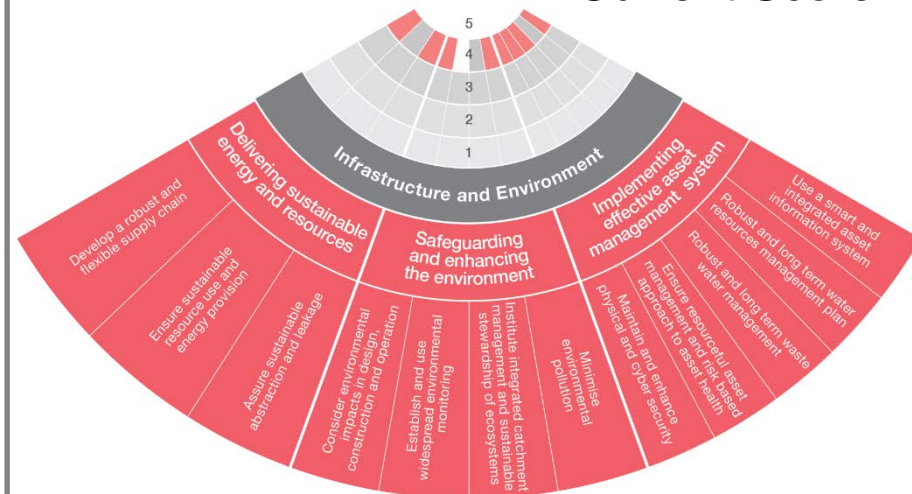 5
4
3
2
1
Infrastructure and Environment
Delivering sustainable
energy and resources
Safeguarding
and enhancing
the environment
Implementing
effective asset
management system
Develop a robust and
flexible supply chain
Ensure sustainable
resource use and
energy provision
Assure sustainable
abstraction and leakage
Consider environmental
impacts in design,
construction and operation
Establish and use
widespread environmental
monitoring
Institute integrated catchment
management and sustainable
stewardship of ecosystems
Minimise
environmental
pollution
Maintain and enhance
physical and cyber security
Ensure resourceful asset
management and risk based
approach to asset health
Robust and long term waste
water management
Robust and long term water
resources management plan
Use a smart and
integrated asset
information system